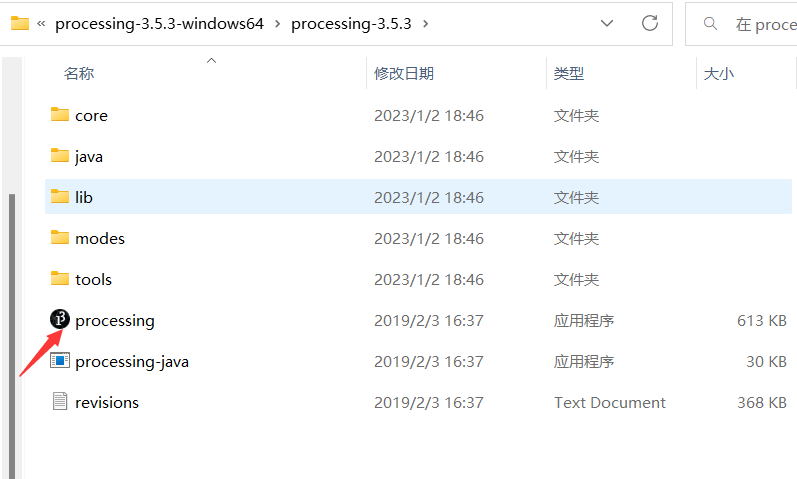 « processing-3.5.3-windows64 › processing-3.5.3 › 在 proce
名称 修改日期 类型 大小
core 2023/1/2 18:46 文件夹
java 2023/1/2 18:46 文件夹
lib 2023/1/2 18:46 文件夹
modes 2023/1/2 18:46 文件夹
tools 2023/1/2 18:46 文件夹
processing 2019/2/3 16:37 应用程序 613 KB
processing-java 2019/2/3 16:37 应用程序 30 KB
revisions 2019/2/3 16:37 Text Document 368 KB